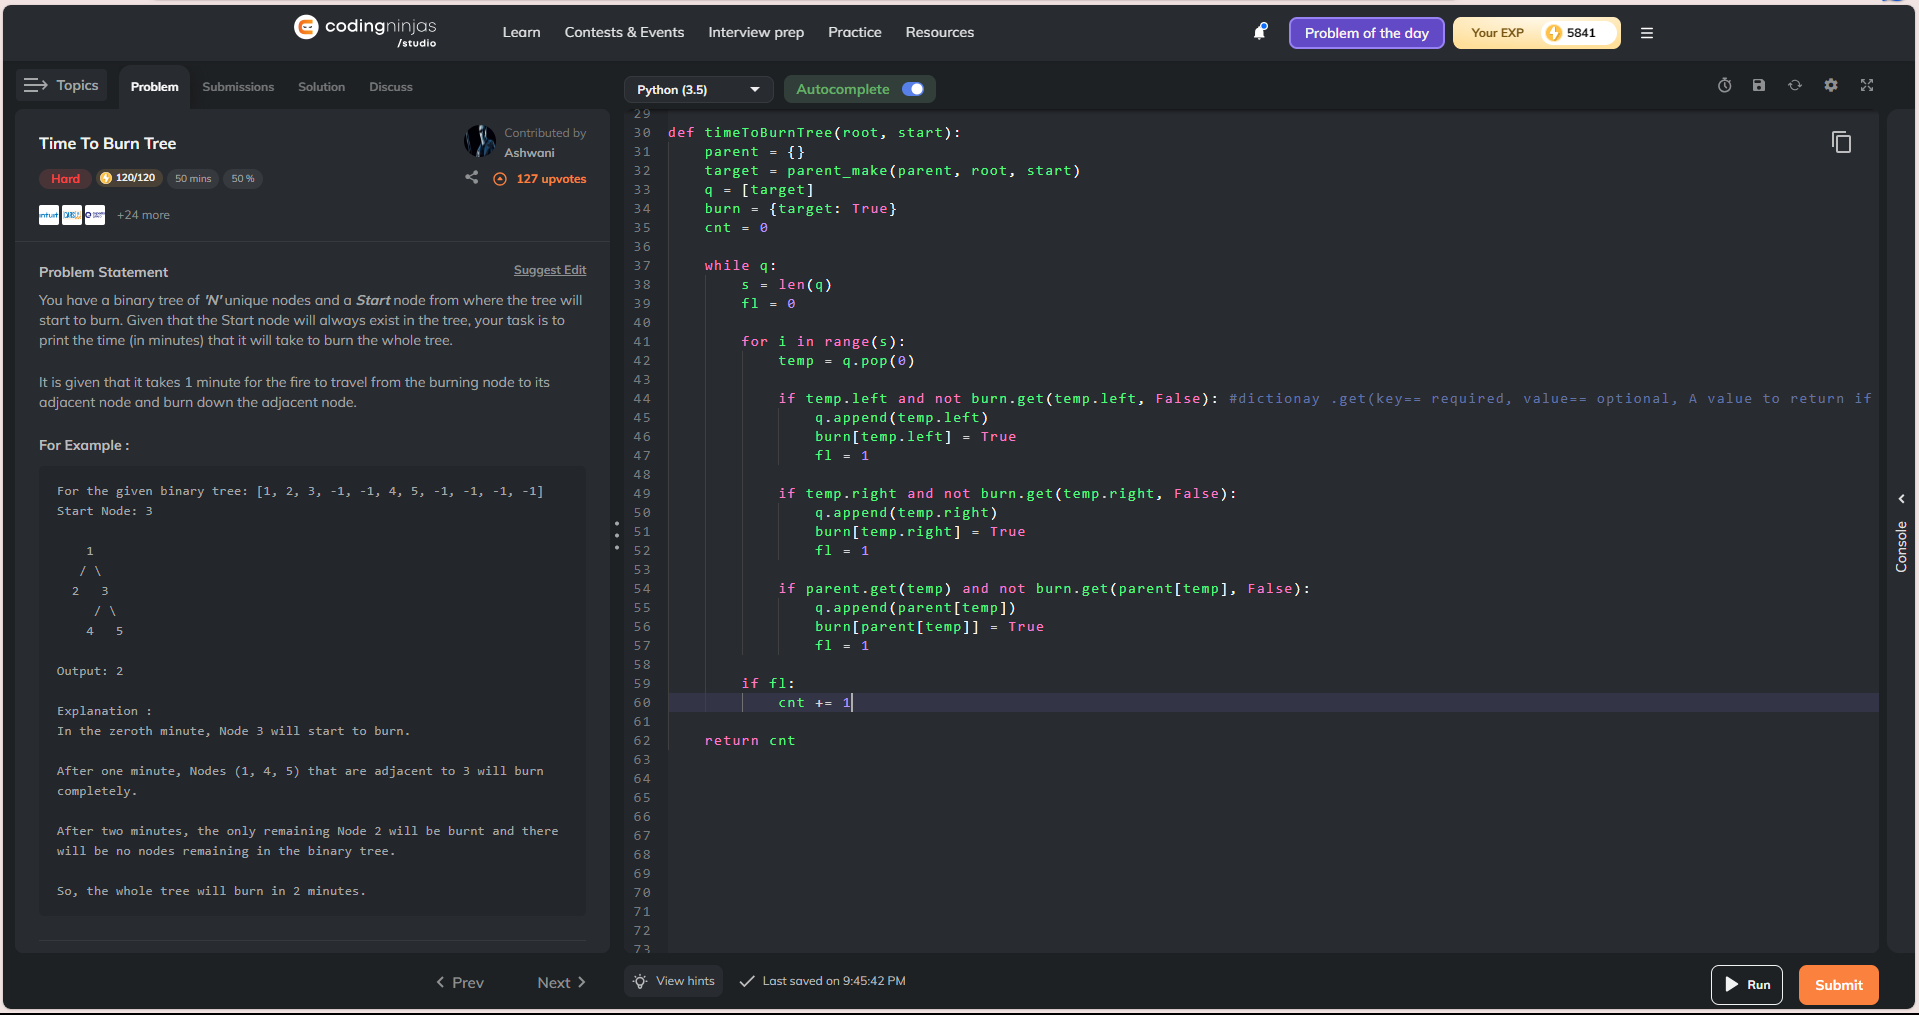 codingninjas
/studio
Learn
Contests & Events
Interview prep
Practice
Resources
Problem of the day
Your EXP
5841
Topics
Problem
Submissions
Solution
Discuss
Time To Burn Tree
Contributed by
Ashwani
Hard
120/120
50 mins
50 %
127 upvotes
intuit
+24 more
Problem Statement
Suggest Edit
You have a binary tree of 'N' unique nodes and a Start node from where the tree will
start to burn. Given that the Start node will always exist in the tree, your task is to
print the time (in minutes) that it will take to burn the whole tree.
It is given that it takes 1 minute for the fire to travel from the burning node to its
adjacent node and burn down the adjacent node.
For Example :
For the given binary tree: [1, 2, 3, -1, -1, 4, 5, -1, -1, -1, -1]
Start Node: 3
1
/ \
2 3
/ \
4 5
Output: 2
Explanation :
In the zeroth minute, Node 3 will start to burn.
After one minute, Nodes (1, 4, 5) that are adjacent to 3 will burn
completely.
After two minutes, the only remaining Node 2 will be burnt and there
will be no nodes remaining in the binary tree.
So, the whole tree will burn in 2 minutes.
Prev
Next
Python (3.5)
Autocomplete
29
30 def timeToBurnTree(root, start):
31 parent = {}
32 target = parent_make(parent, root, start)
33 q = [target]
34 burn = {target: True}
35 cnt = 0
36
37 while q:
38 s = len(q)
39 fl = 0
40
41 for i in range(s):
42 temp = q.pop(0)
43
44 if temp.left and not burn.get(temp.left, False): #dictionay .get(key== required, value== optional, A value to return if
45 q.append(temp.left)
46 burn[temp.left] = True
47 fl = 1
48
49 if temp.right and not burn.get(temp.right, False):
50 q.append(temp.right)
51 burn[temp.right] = True
52 fl = 1
53
54 if parent.get(temp) and not burn.get(parent[temp], False):
55 q.append(parent[temp])
56 burn[parent[temp]] = True
57 fl = 1
58
59 if fl:
60 cnt += 1
61
62 return cnt
63
64
65
66
67
68
69
70
71
72
73
Console
View hints
Last saved on 9:45:42 PM
Run
Submit